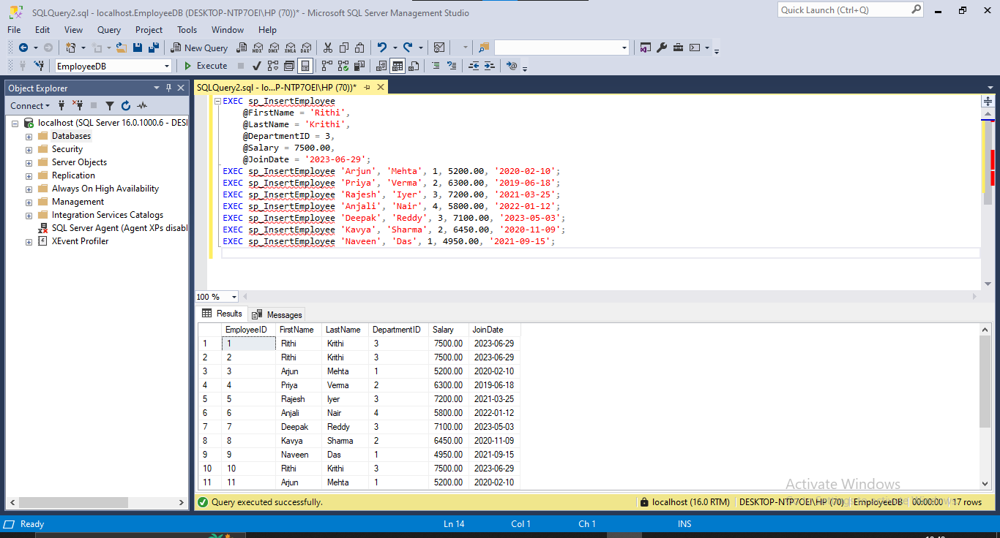 SQLQuery2.sql - localhost.EmployeeDB (DESKTOP-NTP7OEI\HP (70))* - Microsoft SQL Server Management Studio
Quick Launch (Ctrl+Q)
File Edit View Query Project Tools Window Help
New Query MDX DMX XMLA DAX
EmployeeDB Execute
Object Explorer
Connect
localhost (SQL Server 16.0.1000.6 - DESI
Databases
Security
Server Objects
Replication
Always On High Availability
Management
Integration Services Catalogs
SQL Server Agent (Agent XPs disabl
XEvent Profiler
SQLQuery2.sql - lo...P-NTP7OEI\HP (70))*
EXEC sp_InsertEmployee
@FirstName = 'Rithi',
@LastName = 'Krithi',
@DepartmentID = 3,
@Salary = 7500.00,
@JoinDate = '2023-06-29';
EXEC sp_InsertEmployee 'Arjun', 'Mehta', 1, 5200.00, '2020-02-10';
EXEC sp_InsertEmployee 'Priya', 'Verma', 2, 6300.00, '2019-06-18';
EXEC sp_InsertEmployee 'Rajesh', 'Iyer', 3, 7200.00, '2021-03-25';
EXEC sp_InsertEmployee 'Anjali', 'Nair', 4, 5800.00, '2022-01-12';
EXEC sp_InsertEmployee 'Deepak', 'Reddy', 3, 7100.00, '2023-05-03';
EXEC sp_InsertEmployee 'Kavya', 'Sharma', 2, 6450.00, '2020-11-09';
EXEC sp_InsertEmployee 'Naveen', 'Das', 1, 4950.00, '2021-09-15';
100 %
Results Messages
EmployeeID FirstName LastName DepartmentID Salary JoinDate
1 1 Rithi Krithi 3 7500.00 2023-06-29
2 2 Rithi Krithi 3 7500.00 2023-06-29
3 3 Arjun Mehta 1 5200.00 2020-02-10
4 4 Priya Verma 2 6300.00 2019-06-18
5 5 Rajesh Iyer 3 7200.00 2021-03-25
6 6 Anjali Nair 4 5800.00 2022-01-12
7 7 Deepak Reddy 3 7100.00 2023-05-03
8 8 Kavya Sharma 2 6450.00 2020-11-09
9 9 Naveen Das 1 4950.00 2021-09-15
10 10 Rithi Krithi 3 7500.00 2023-06-29
11 11 Arjun Mehta 1 5200.00 2020-02-10
Activate Windows
Query executed successfully. localhost (16.0 RTM) DESKTOP-NTP7OEI\HP (70) EmployeeDB 00:00:00 17 rows
Ready Ln 14 Col 1 Ch 1 INS